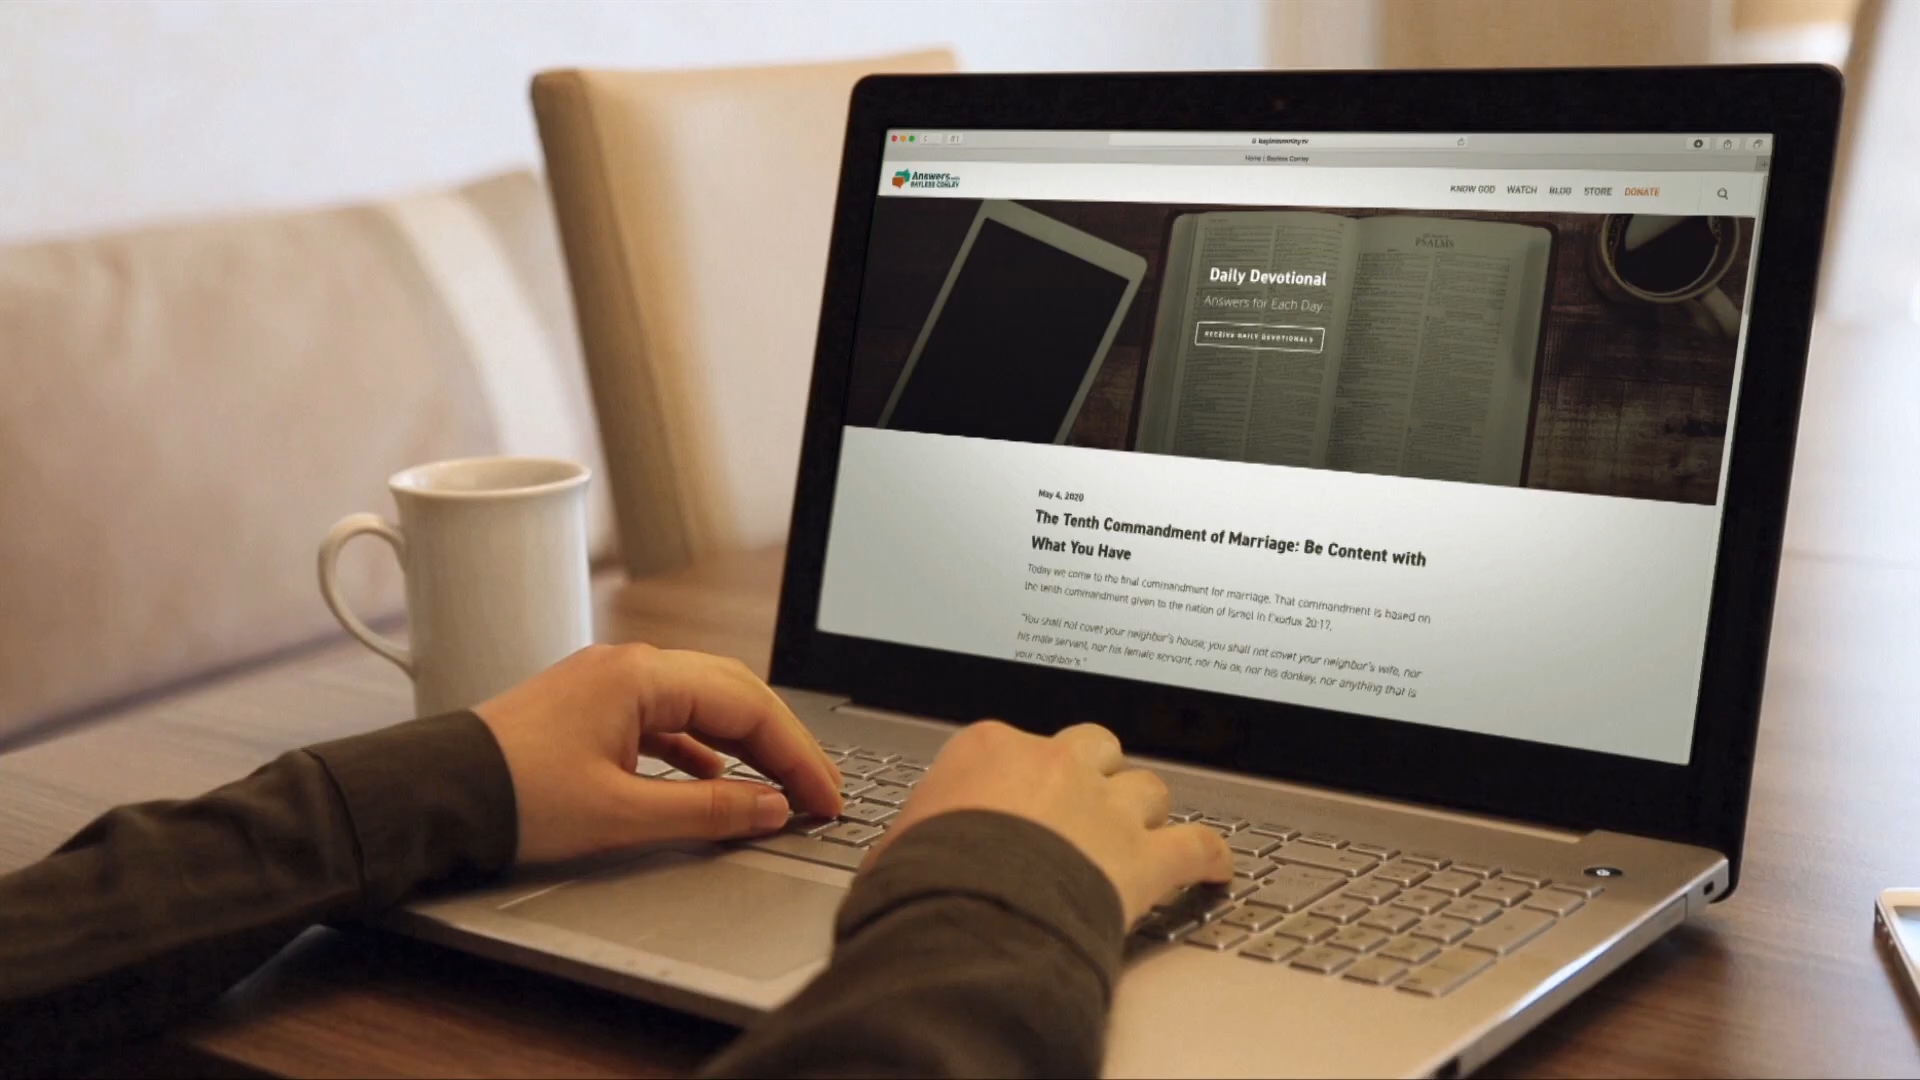 Home | Bayless Conley
Answers with
BAYLESS CONLEY
KNOW GOD WATCH BLOG STORE DONATE
PSALMS
Daily Devotional
Answers for Each Day
RECEIVE DAILY DEVOTIONALS
May 4, 2020
The Tenth Commandment of Marriage: Be Content with
What You Have
Today we come to the final commandment for marriage. That commandment is based on
the tenth commandment given to the nation of Israel in Exodus 20:17,
"You shall not covet your neighbor's house; you shall not covet your neighbor's wife, nor
his male servant, nor his female servant, nor his ox, nor his donkey, nor anything that is
your neighbor's."